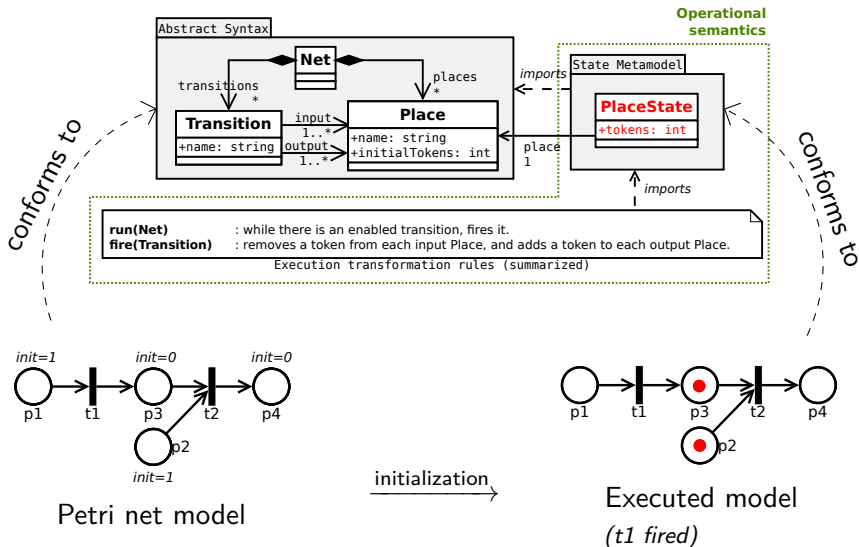 Operational
semantics
Abstract Syntax
Net
transitions
*
places
*
imports
State Metamodel
Transition
+name: string
input
1..*
output
1..*
Place
+name: string
+initialTokens: int
place
1
PlaceState
+tokens: int
imports
conforms to
conforms to
run(Net) : while there is an enabled transition, fires it.
fire(Transition) : removes a token from each input Place, and adds a token to each output Place.
Execution transformation rules (summarized)
init=1
init=0
init=0
p1
t1
p3
t2
p4
p2
init=1
p1
t1
p3
t2
p4
p2
Petri net model
initialization
Executed model
(t1 fired)